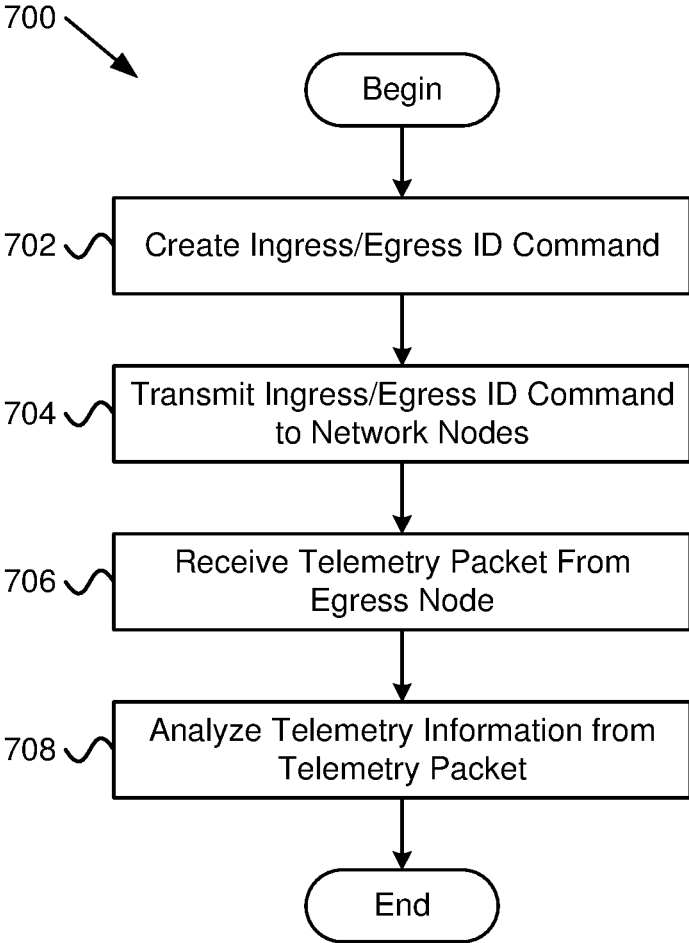 700
Begin
702
Create Ingress/Egress ID Command
704
Transmit Ingress/Egress ID Command
to Network Nodes
706
Receive Telemetry Packet From
Egress Node
708
Analyze Telemetry Information from
Telemetry Packet
End